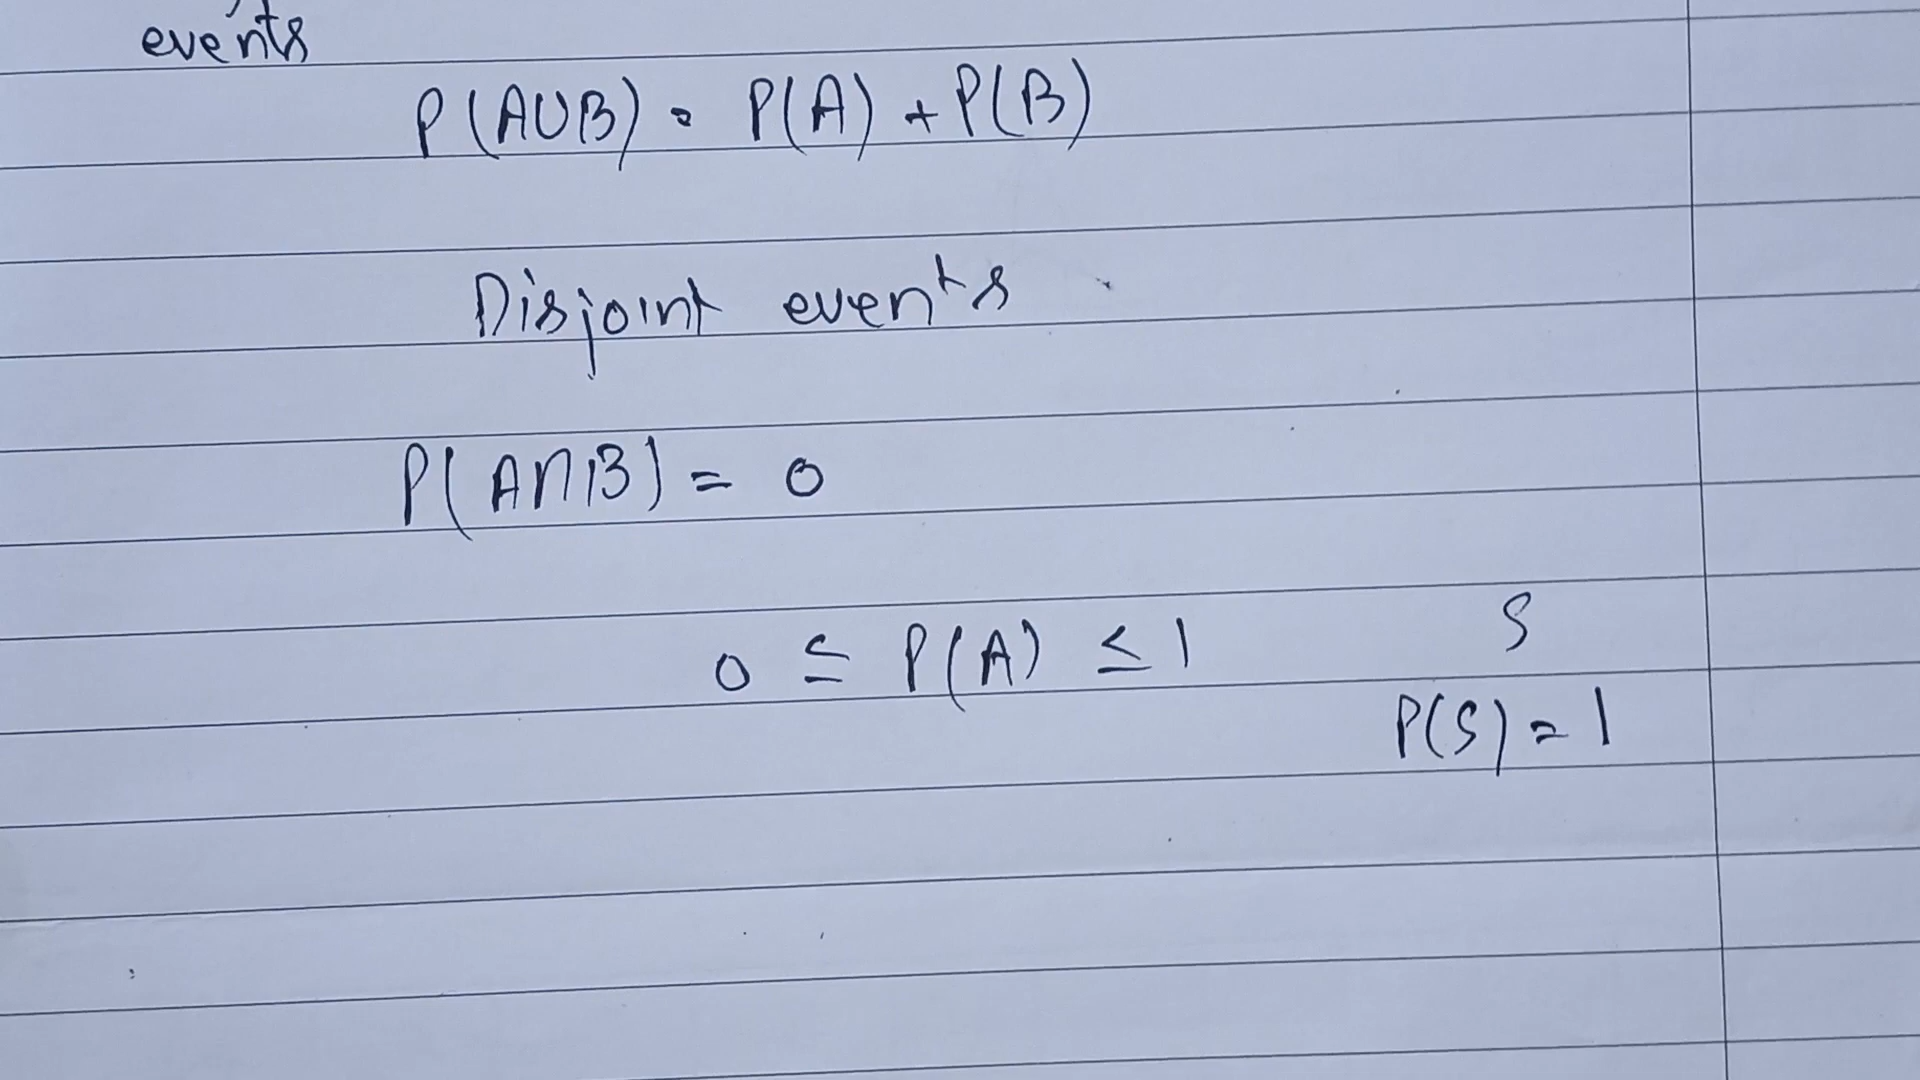 events
P(A∪B) = P(A) + P(B)
Disjoint events
P(A∩B) = 0
0 ≤ P(A) ≤ 1
S
P(S) = 1